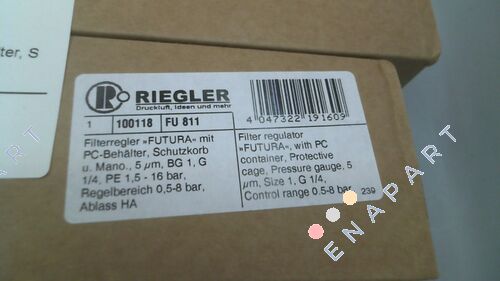 lter, S
RIEGLER
Druckluft, Ideen und mehr
1 100118 FU 811
4 047322 191609
Filterregler »FUTURA« mit
PC-Behälter, Schutzkorb
u. Mano., 5 µm, BG 1, G
1/4, PE 1,5 - 16 bar,
Regelbereich 0,5-8 bar,
Ablass HA
Filter regulator
»FUTURA«, with PC
container, Protective
cage, Pressure gauge, 5
µm, Size 1, G 1/4,
Control range 0.5-8 bar
239
ENAPART
ENAPART
ENAPART